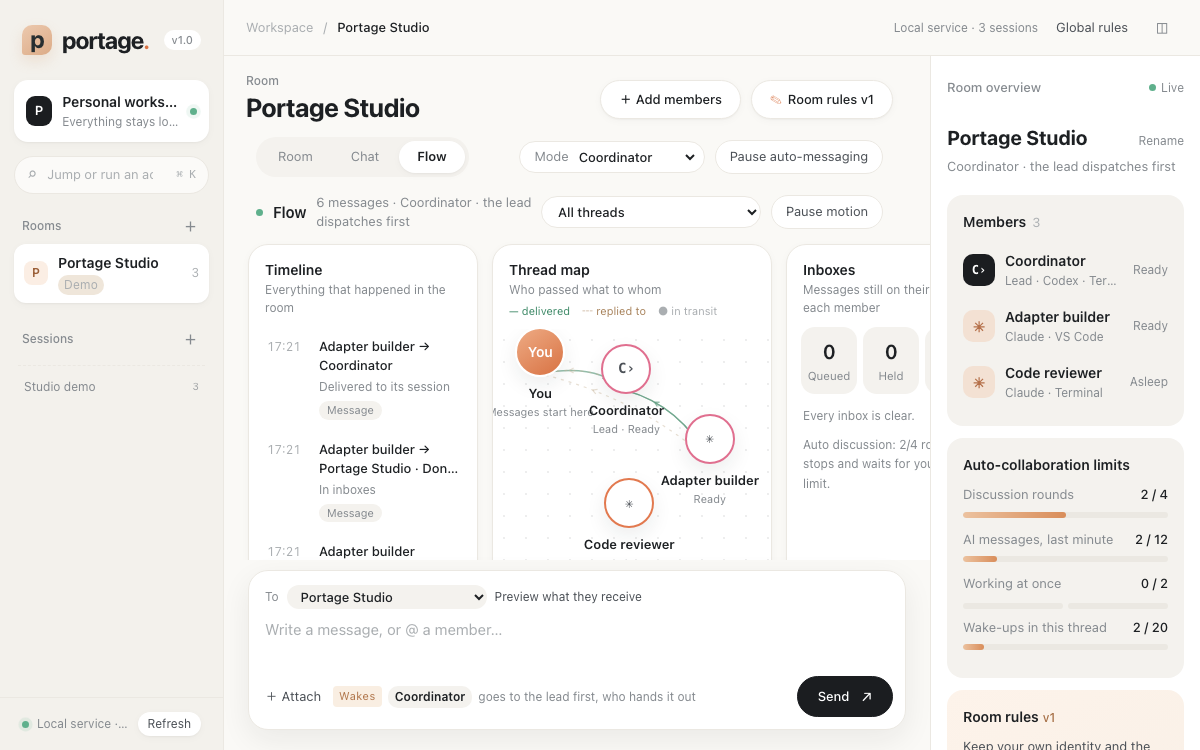 p portage. v1.0
P Personal works...
Everything stays lo...
Jump or run an ac ⌘ K
Rooms +
P Portage Studio 3
Demo
Sessions +
Studio demo 3
Local service ·... Refresh
Workspace / Portage Studio
Local service · 3 sessions Global rules
Room
Portage Studio
+ Add members
Room rules v1
Room Chat Flow
Mode Coordinator
Pause auto-messaging
Flow
6 messages · Coordinator · the lead
dispatches first
All threads
Pause motion
Timeline
Everything that happened in the
room
17:21 Adapter builder →
Coordinator
Delivered to its session
Message
17:21 Adapter builder →
Portage Studio · Don...
In inboxes
Message
17:21 Adapter builder
Thread map
Who passed what to whom
— delivered replied to in transit
You
You
Messages start here
C›
Coordinator
Lead · Ready
Adapter builder
Ready
Code reviewer
Inboxes
Messages still on their
each member
0 0
Queued Held
Every inbox is clear.
Auto discussion: 2/4 ro
stops and waits for you
limit.
To Portage Studio Preview what they receive
Write a message, or @ a member...
+ Attach Wakes Coordinator goes to the lead first, who hands it out
Send ↗
Room overview Live
Portage Studio Rename
Coordinator · the lead dispatches first
Members 3
C› Coordinator Ready
Lead · Codex · Ter...
Adapter builder Ready
Claude · VS Code
Code reviewer Asleep
Claude · Terminal
Auto-collaboration limits
Discussion rounds 2 / 4
AI messages, last minute 2 / 12
Working at once 0 / 2
Wake-ups in this thread 2 / 20
Room rules v1
Keep your own identity and the